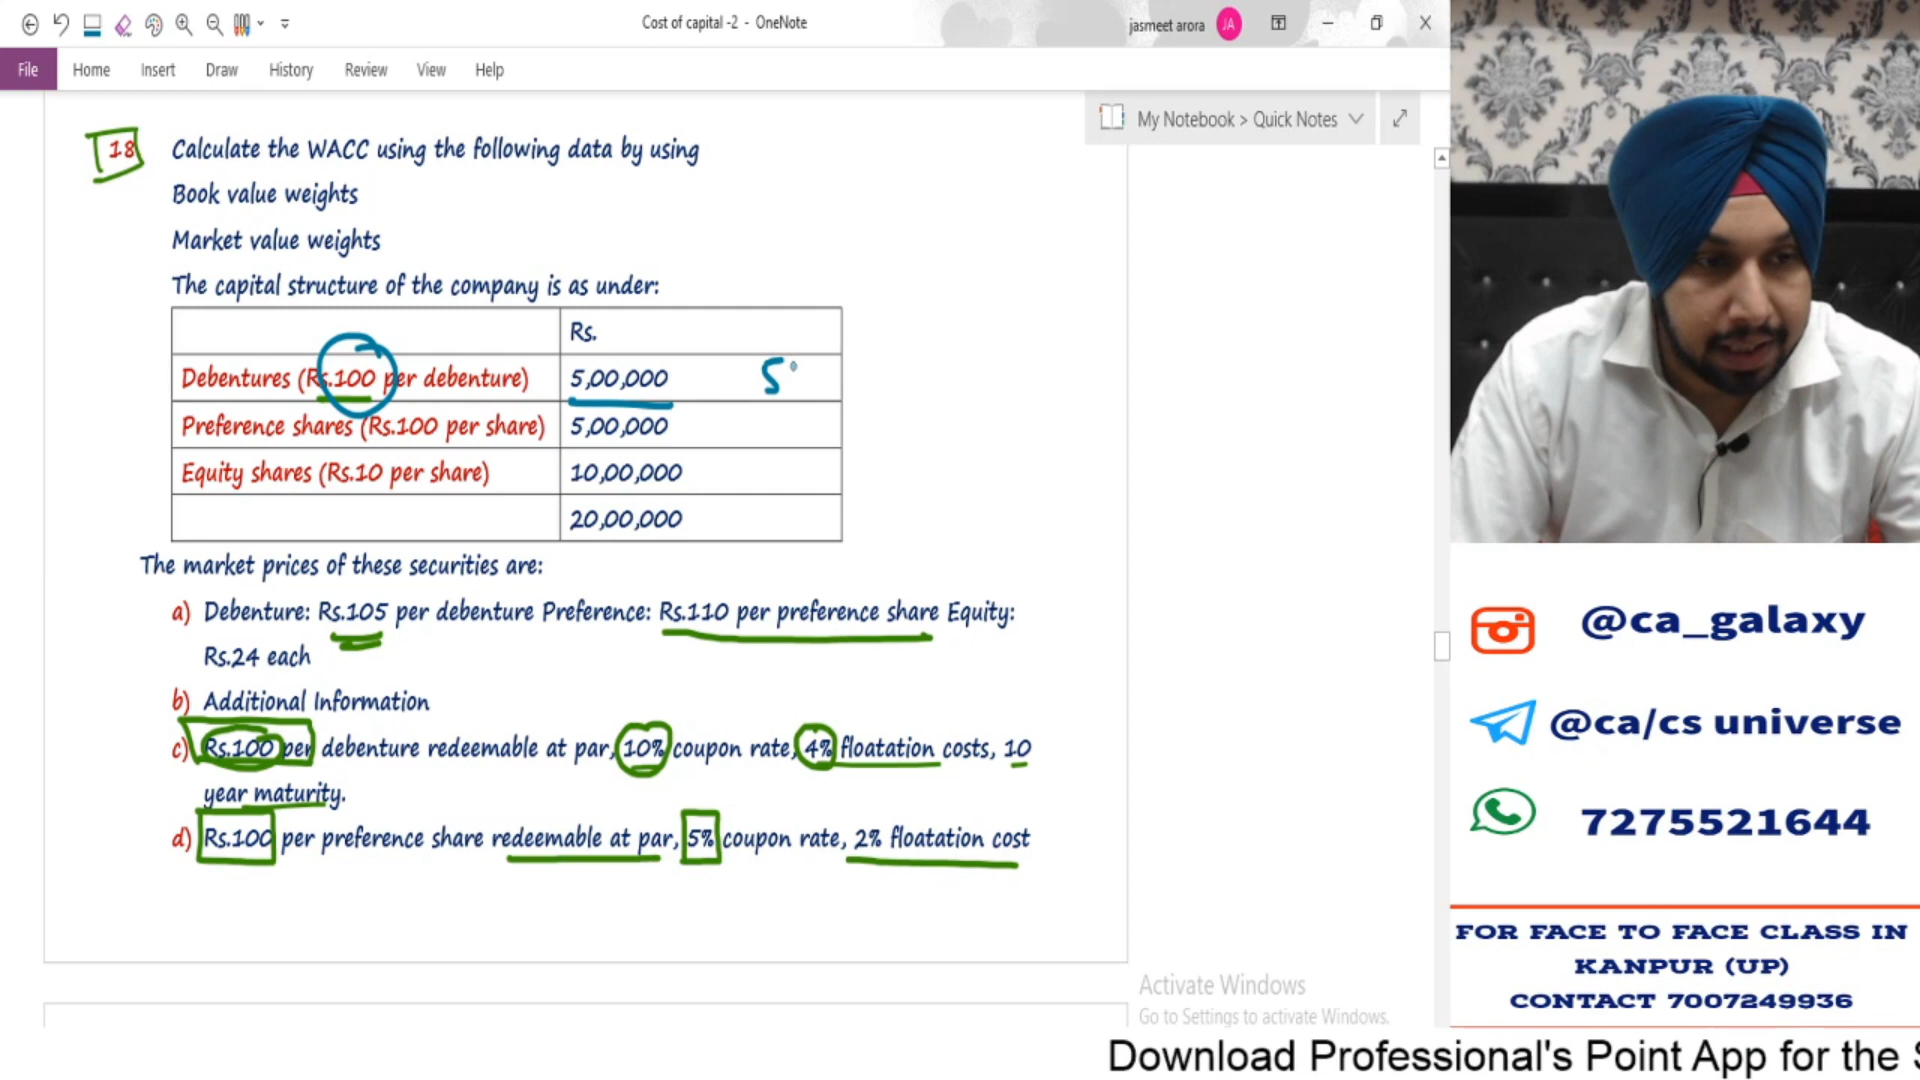 Cost of capital -2 - OneNote
jasmeet arora
JA
File Home Insert Draw History Review View Help
My Notebook > Quick Notes
18 Calculate the WACC using the following data by using
Book value weights
Market value weights
The capital structure of the company is as under:
Rs.
Debentures (Rs.100 per debenture) 5,00,000 5
Preference shares (Rs.100 per share) 5,00,000
Equity shares (Rs.10 per share) 10,00,000
20,00,000
The market prices of these securities are:
a) Debenture: Rs.105 per debenture Preference: Rs.110 per preference share Equity:
Rs.24 each
b) Additional Information
c) Rs.100 per debenture redeemable at par, 10% coupon rate, 4% floatation costs, 10
year maturity.
d) Rs.100 per preference share redeemable at par, 5% coupon rate, 2% floatation cost
Activate Windows
Go to Settings to activate Windows.
@ca_galaxy
@ca/cs universe
7275521644
FOR FACE TO FACE CLASS IN
KANPUR (UP)
CONTACT 7007249936
Download Professional's Point App for the